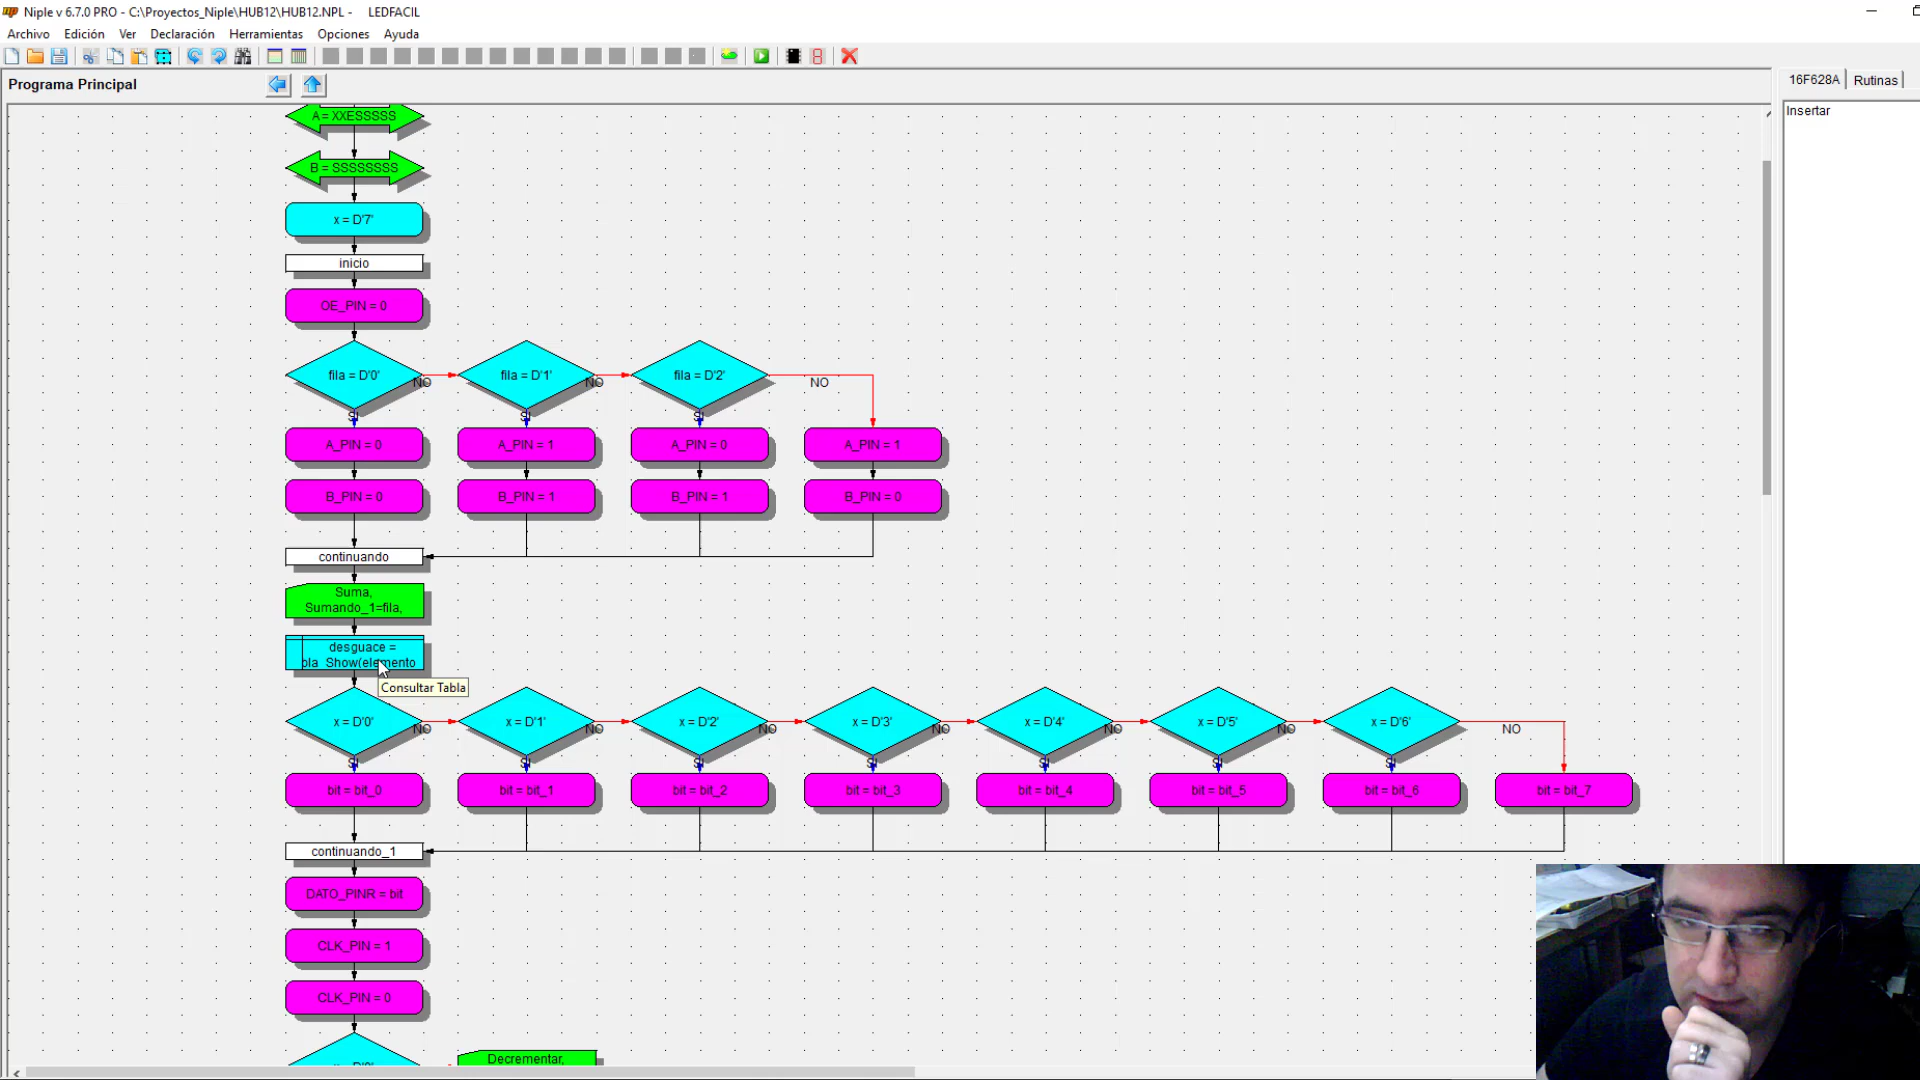 Niple v 6.7.0 PRO - C:\Proyectos_Niple\HUB12\HUB12.NPL - LEDFACIL
Archivo Edición Ver Declaración Herramientas Opciones Ayuda
Programa Principal
16F628A Rutinas
Insertar
A = XXESSSSS
B = SSSSSSSS
x = D'7'
inicio
OE_PIN = 0
fila = D'0' NO fila = D'1' NO fila = D'2' NO
SI SI SI
A_PIN = 0 A_PIN = 1 A_PIN = 0 A_PIN = 1
B_PIN = 0 B_PIN = 1 B_PIN = 1 B_PIN = 0
continuando
Suma,
Sumando_1=fila,
desguace =
bla_Show(elemento
Consultar Tabla
x = D'0' NO x = D'1' NO x = D'2' NO x = D'3' NO x = D'4' NO x = D'5' NO x = D'6' NO
SI SI SI SI SI SI SI
bit = bit_0 bit = bit_1 bit = bit_2 bit = bit_3 bit = bit_4 bit = bit_5 bit = bit_6 bit = bit_7
continuando_1
DATO_PINR = bit
CLK_PIN = 1
CLK_PIN = 0
Decrementar,